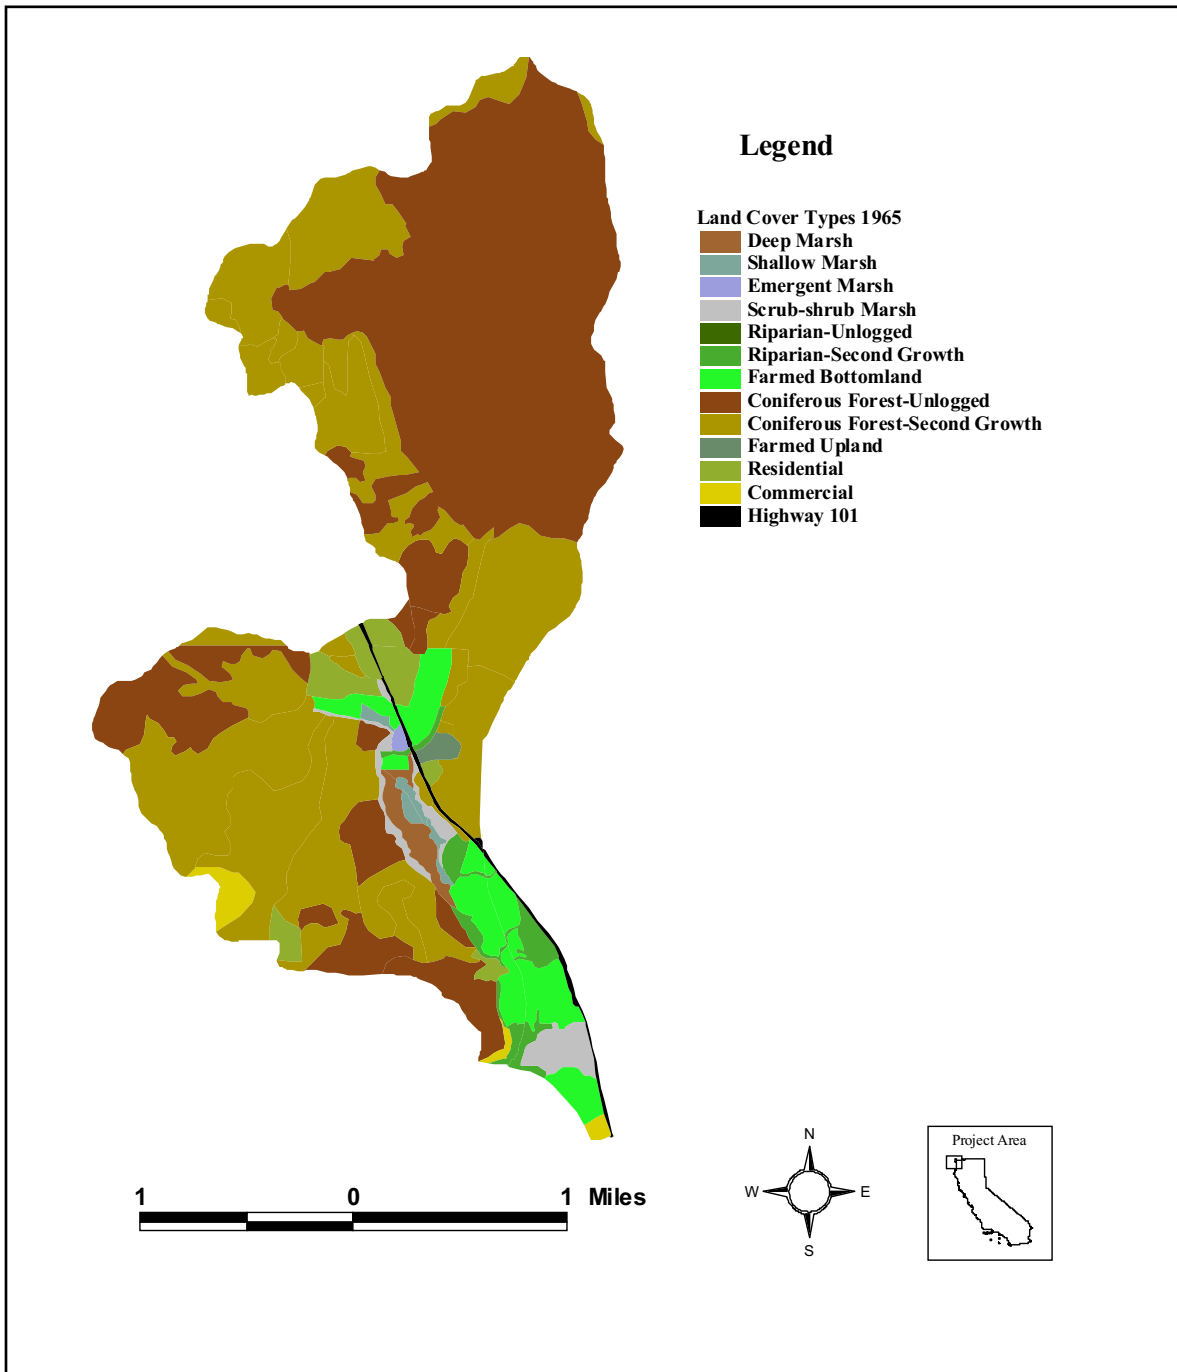 Legend
Land Cover Types 1965
Deep Marsh
Shallow Marsh
Emergent Marsh
Scrub-shrub Marsh
Riparian-Unlogged
Riparian-Second Growth
Farmed Bottomland
Coniferous Forest-Unlogged
Coniferous Forest-Second Growth
Farmed Upland
Residential
Commercial
Highway 101
N
W E
S
Project Area
1 0 1 Miles